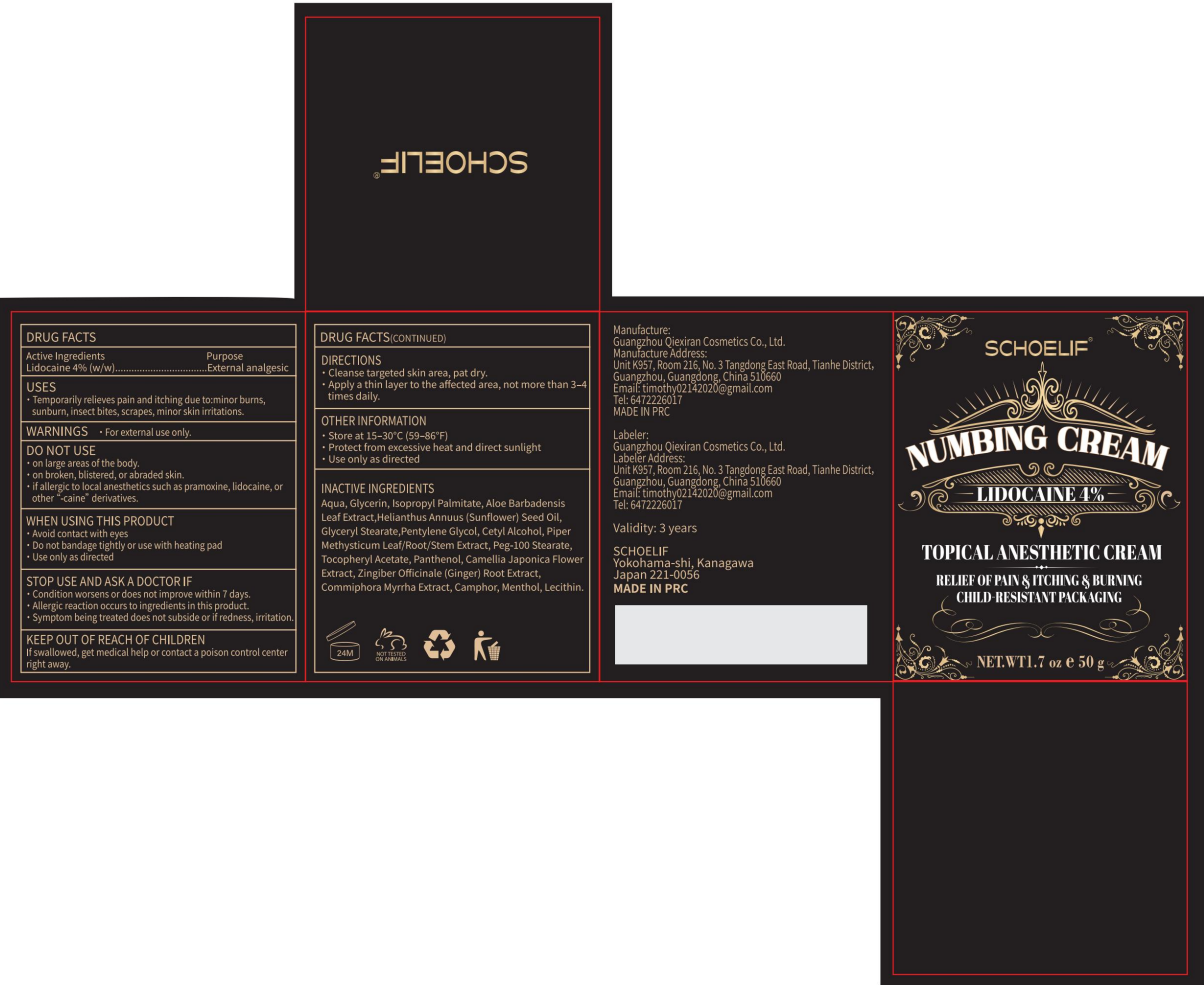 SCHOELIF®
DRUG FACTS
Active Ingredients Purpose
Lidocaine 4% (w/w)................................External analgesic
USES
· Temporarily relieves pain and itching due to:minor burns,
sunburn, insect bites, scrapes, minor skin irritations.
WARNINGS · For external use only.
DO NOT USE
· on large areas of the body.
· on broken, blistered, or abraded skin.
· if allergic to local anesthetics such as pramoxine, lidocaine, or
other "-caine" derivatives.
WHEN USING THIS PRODUCT
· Avoid contact with eyes
· Do not bandage tightly or use with heating pad
· Use only as directed
STOP USE AND ASK A DOCTOR IF
· Condition worsens or does not improve within 7 days.
· Allergic reaction occurs to ingredients in this product.
· Symptom being treated does not subside or if redness, irritation.
KEEP OUT OF REACH OF CHILDREN
If swallowed, get medical help or contact a poison control center
right away.
DRUG FACTS(CONTINUED)
DIRECTIONS
· Cleanse targeted skin area, pat dry.
· Apply a thin layer to the affected area, not more than 3–4
times daily.
OTHER INFORMATION
· Store at 15–30°C (59–86°F)
· Protect from excessive heat and direct sunlight
· Use only as directed
INACTIVE INGREDIENTS
Aqua, Glycerin, Isopropyl Palmitate, Aloe Barbadensis
Leaf Extract,Helianthus Annuus (Sunflower) Seed Oil,
Glyceryl Stearate,Pentylene Glycol, Cetyl Alcohol, Piper
Methysticum Leaf/Root/Stem Extract, Peg-100 Stearate,
Tocopheryl Acetate, Panthenol, Camellia Japonica Flower
Extract, Zingiber Officinale (Ginger) Root Extract,
Commiphora Myrrha Extract, Camphor, Menthol, Lecithin.
24M
NOT TESTED
ON ANIMALS
Manufacture:
Guangzhou Qiexiran Cosmetics Co., Ltd.
Manufacture Address:
Unit K957, Room 216, No. 3 Tangdong East Road, Tianhe District,
Guangzhou, Guangdong, China 510660
Email: timothy02142020@gmail.com
Tel: 6472226017
MADE IN PRC
Labeler:
Guangzhou Qiexiran Cosmetics Co., Ltd.
Labeler Address:
Unit K957, Room 216, No. 3 Tangdong East Road, Tianhe District,
Guangzhou, Guangdong, China 510660
Email: timothy02142020@gmail.com
Tel: 6472226017
Validity: 3 years
SCHOELIF
Yokohama-shi, Kanagawa
Japan 221-0056
MADE IN PRC
SCHOELIF®
NUMBING CREAM
LIDOCAINE 4%
TOPICAL ANESTHETIC CREAM
RELIEF OF PAIN & ITCHING & BURNING
CHILD-RESISTANT PACKAGING
NET.WT1.7 oz e 50 g